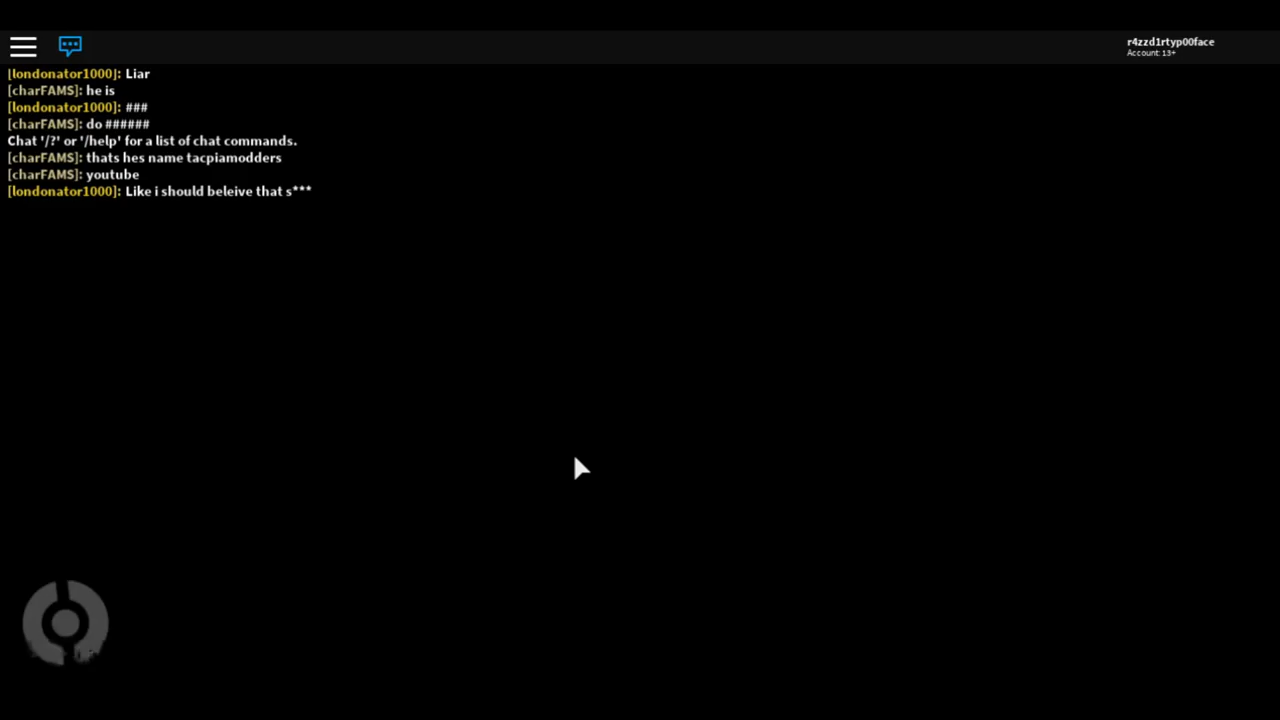 r4zzd1rtyp00face
Account: 13+
[londonator1000]: Liar
[charFAMS]: he is
[londonator1000]: ###
[charFAMS]: do ######
Chat '/?' or '/help' for a list of chat commands.
[charFAMS]: thats hes name tacpiamodders
[charFAMS]: youtube
[londonator1000]: Like i should beleive that s***